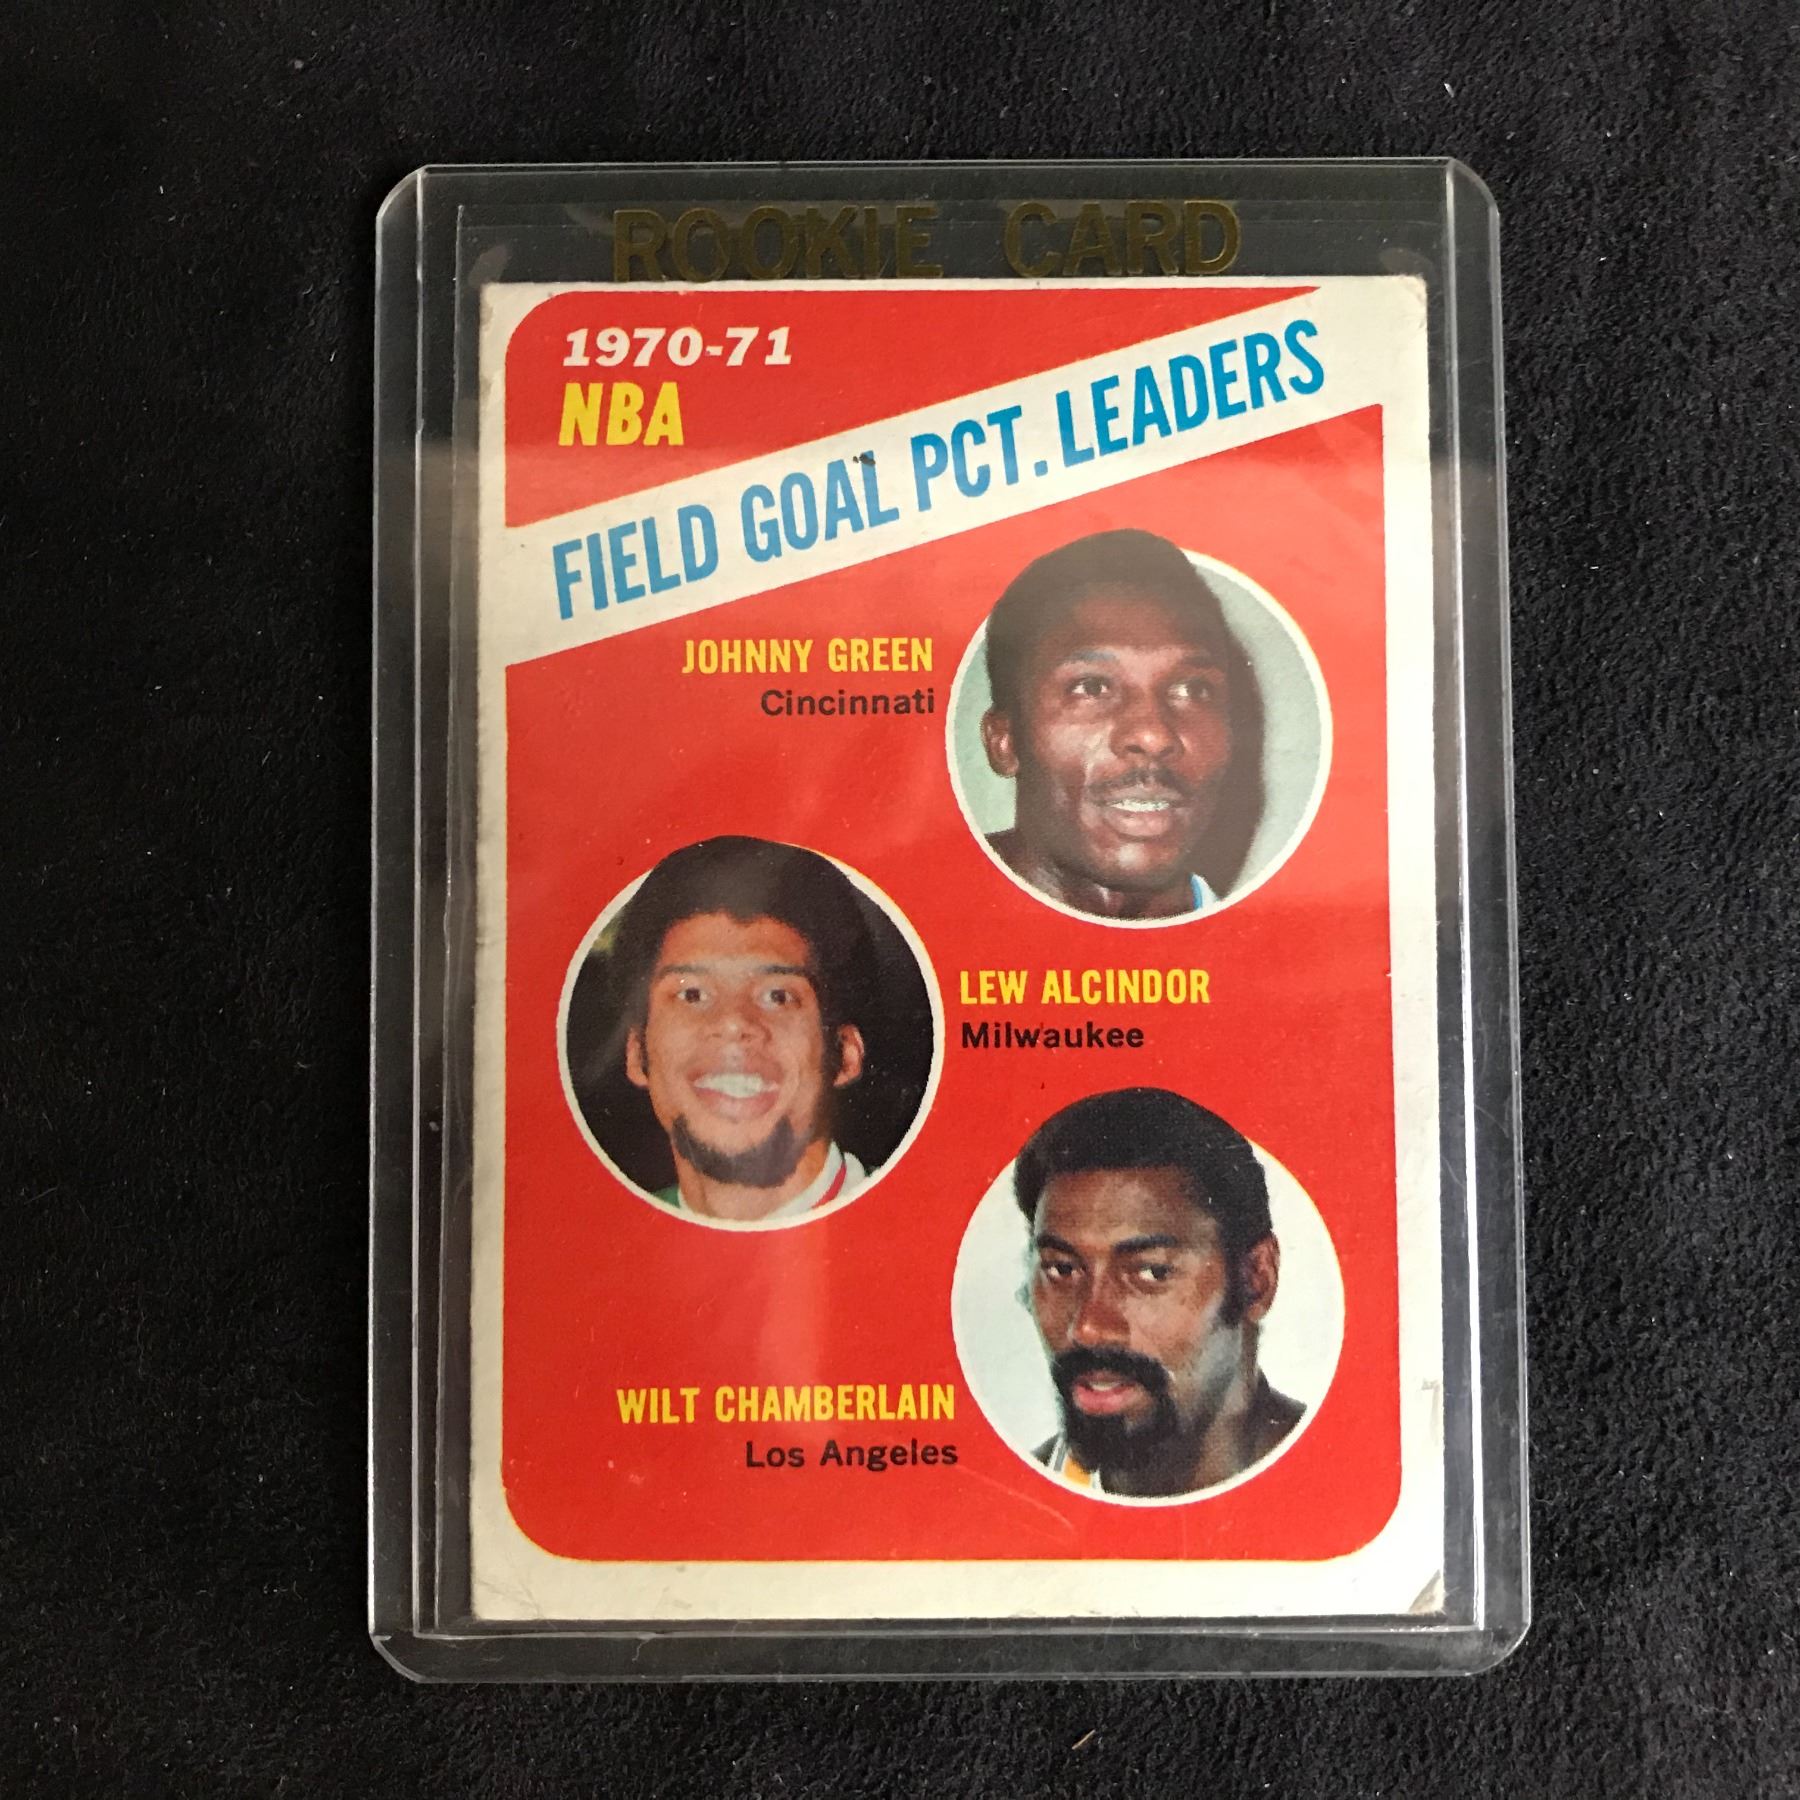 ROOKIE CARD
1970-71
NBA
FIELD GOAL PCT. LEADERS
JOHNNY GREEN
Cincinnati
LEW ALCINDOR
Milwaukee
WILT CHAMBERLAIN
Los Angeles